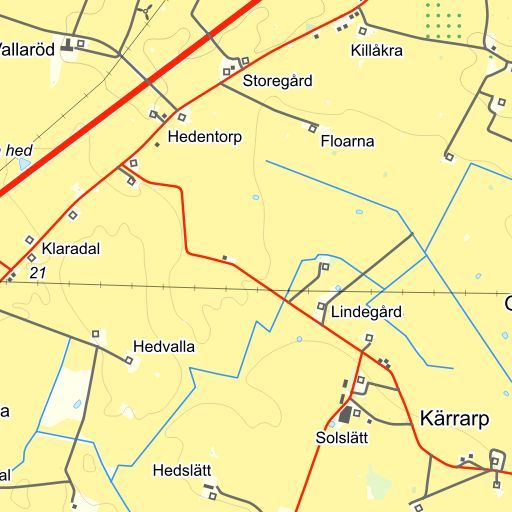 Vallaröd
Killåkra
Storegård
Hedentorp
Floarna
hed
Klaradal
21
Lindegård
Hedvalla
Kärrarp
Solslätt
Hedslätt